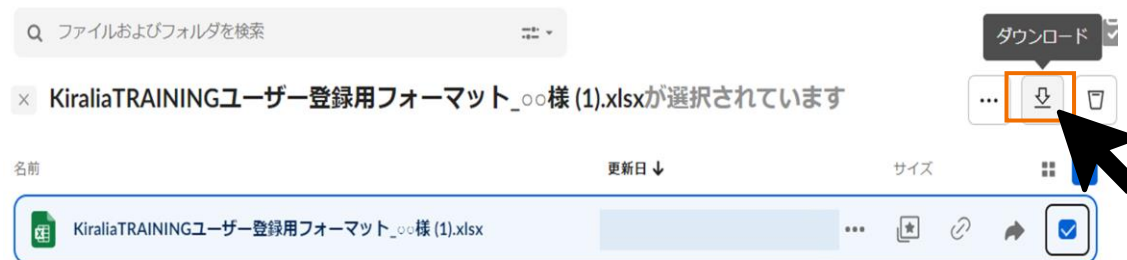 ファイルおよびフォルダを検索
ダウンロード
KiraliaTRAININGユーザー登録用フォーマット_○○様 (1).xlsxが選択されています
名前 更新日 ↓ サイズ
KiraliaTRAININGユーザー登録用フォーマット_○○様 (1).xlsx